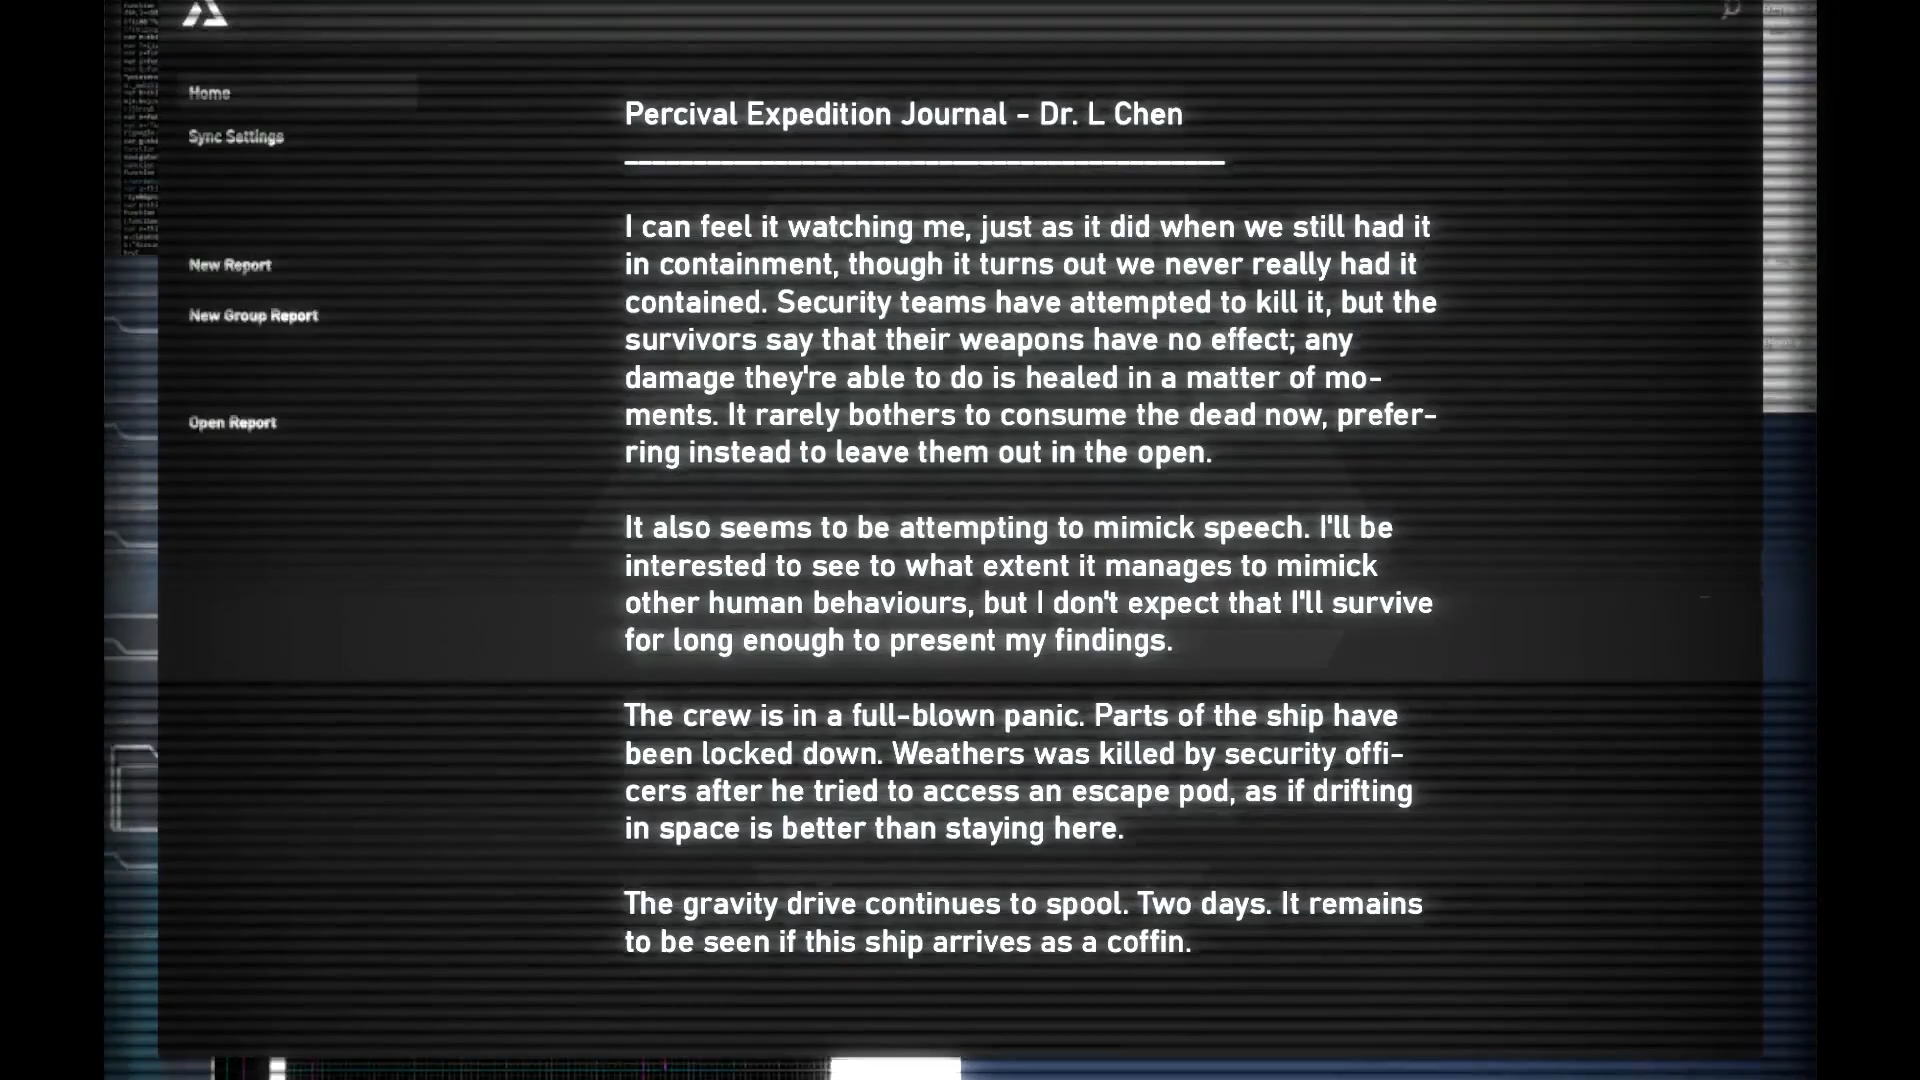 Home
Sync Settings
New Report
New Group Report
Open Report
Percival Expedition Journal - Dr. L Chen
I can feel it watching me, just as it did when we still had it
in containment, though it turns out we never really had it
contained. Security teams have attempted to kill it, but the
survivors say that their weapons have no effect; any
damage they're able to do is healed in a matter of mo-
ments. It rarely bothers to consume the dead now, prefer-
ring instead to leave them out in the open.
It also seems to be attempting to mimick speech. I'll be
interested to see to what extent it manages to mimick
other human behaviours, but I don't expect that I'll survive
for long enough to present my findings.
The crew is in a full-blown panic. Parts of the ship have
been locked down. Weathers was killed by security offi-
cers after he tried to access an escape pod, as if drifting
in space is better than staying here.
The gravity drive continues to spool. Two days. It remains
to be seen if this ship arrives as a coffin.